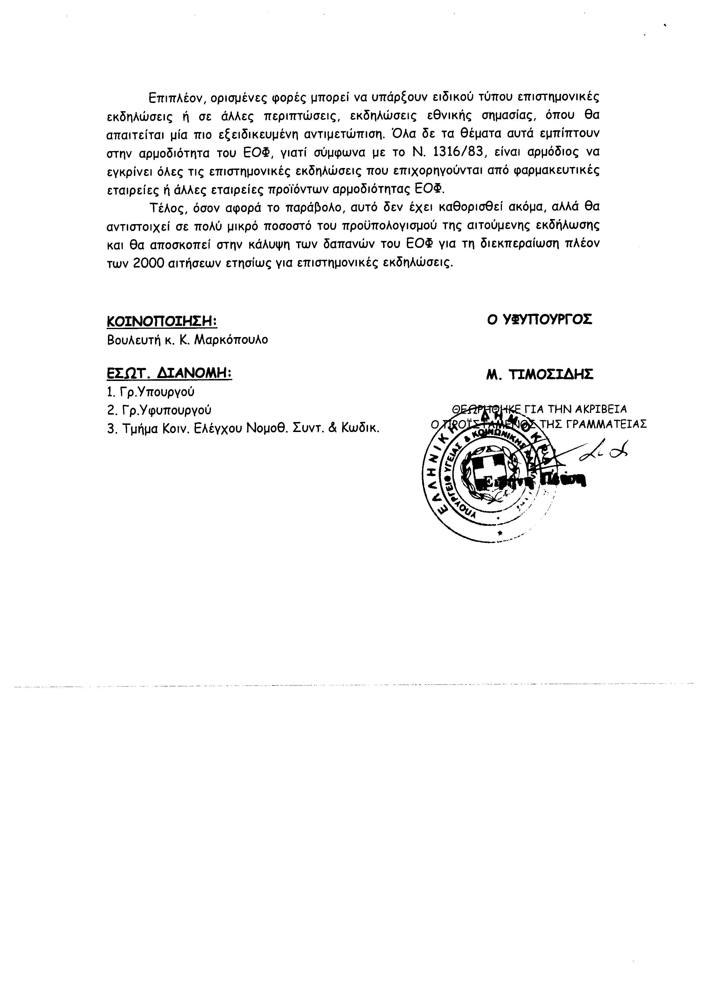 Επιπλέον, ορισμένες φορές μπορεί να υπάρξουν ειδικού τύπου επιστημονικές
εκδηλώσεις ή σε άλλες περιπτώσεις, εκδηλώσεις εθνικής σημασίας, όπου θα
απαιτείται μία πιο εξειδικευμένη αντιμετώπιση. Όλα δε τα θέματα αυτά εμπίπτουν
στην αρμοδιότητα του ΕΟΦ, γιατί σύμφωνα με το Ν. 1316/83, είναι αρμόδιος να
εγκρίνει όλες τις επιστημονικές εκδηλώσεις που επιχορηγούνται από φαρμακευτικές
εταιρείες ή άλλες εταιρείες προϊόντων αρμοδιότητας ΕΟΦ.
Τέλος, όσον αφορά το παράβολο, αυτό δεν έχει καθορισθεί ακόμα, αλλά θα
αντιστοιχεί σε πολύ μικρό ποσοστό του προϋπολογισμού της αιτούμενης εκδήλωσης
και θα αποσκοπεί στην κάλυψη των δαπανών του ΕΟΦ για τη διεκπεραίωση πλέον
των 2000 αιτήσεων ετησίως για επιστημονικές εκδηλώσεις.
ΚΟΙΝΟΠΟΙΗΣΗ:
Βουλευτή κ. Κ. Μαρκόπουλο
ΕΣΩΤ. ΔΙΑΝΟΜΗ:
1. Γρ.Υπουργού
2. Γρ.Υφυπουργού
3. Τμήμα Κοιν. Ελέγχου Νομοθ. Συντ. & Κωδικ.
Ο ΥΦΥΠΟΥΡΓΟΣ
Μ. ΤΙΜΟΣΙΔΗΣ
ΘΕΩΡΗΘΗΚΕ ΓΙΑ ΤΗΝ ΑΚΡΙΒΕΙΑ
Ο ΠΡΟΪΣΤΑΜΕΝΟΣ ΤΗΣ ΓΡΑΜΜΑΤΕΙΑΣ
ΕΛΛΗΝΙΚΗ ΔΗΜΟΚΡΑΤΙΑ
ΥΠΟΥΡΓΕΙΟ ΥΓΕΙΑΣ & ΚΟΙΝΩΝΙΚΗΣ